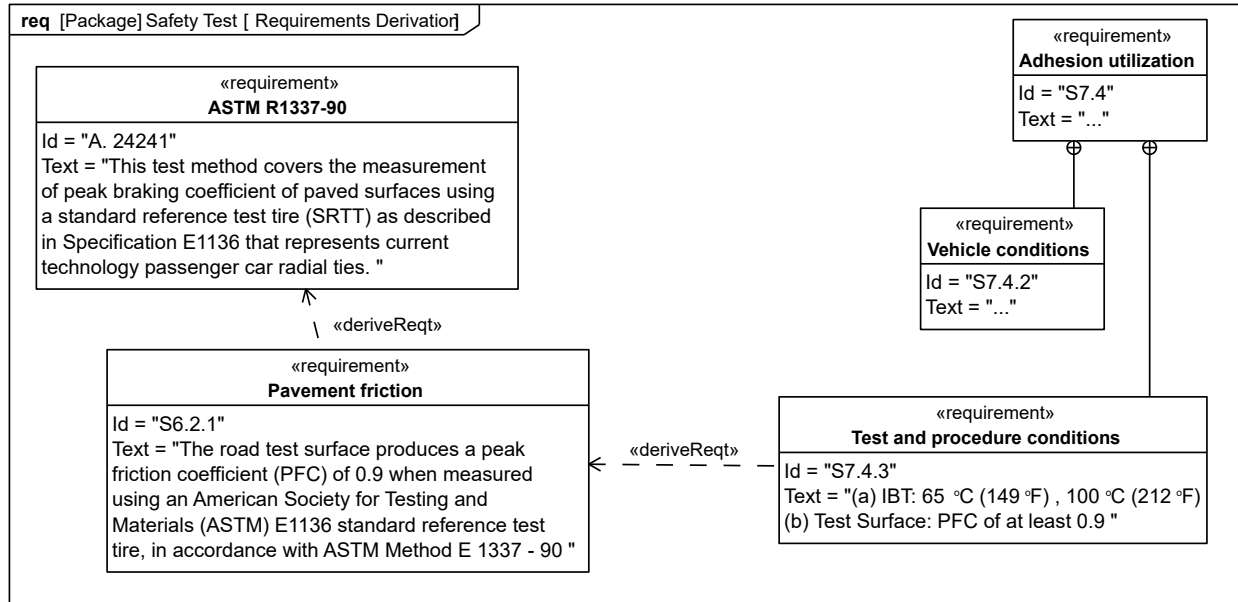 req [Package] Safety Test [ Requirements Derivation]
«requirement»
ASTM R1337-90
Id = "A. 24241"
Text = "This test method covers the measurement
of peak braking coefficient of paved surfaces using
a standard reference test tire (SRTT) as described
in Specification E1136 that represents current
technology passenger car radial ties. "
«requirement»
Adhesion utilization
Id = "S7.4"
Text = "..."
«requirement»
Vehicle conditions
Id = "S7.4.2"
Text = "..."
«deriveReqt»
«requirement»
Pavement friction
Id = "S6.2.1"
Text = "The road test surface produces a peak
friction coefficient (PFC) of 0.9 when measured
using an American Society for Testing and
Materials (ASTM) E1136 standard reference test
tire, in accordance with ASTM Method E 1337 - 90 "
«deriveReqt»
«requirement»
Test and procedure conditions
Id = "S7.4.3"
Text = "(a) IBT: 65 °C (149 °F) , 100 °C (212 °F)
(b) Test Surface: PFC of at least 0.9 "